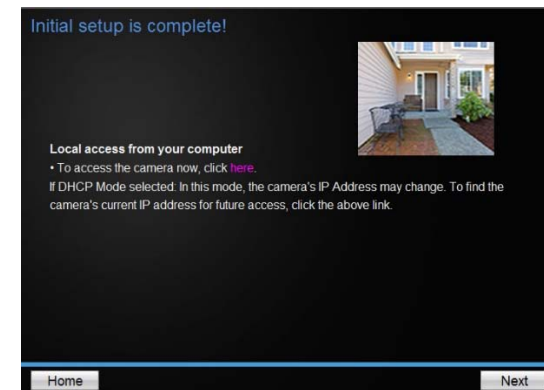 Initial setup is complete!
Local access from your computer
• To access the camera now, click here.
If DHCP Mode selected: In this mode, the camera's IP Address may change. To find the
camera's current IP address for future access, click the above link.
Home
Next